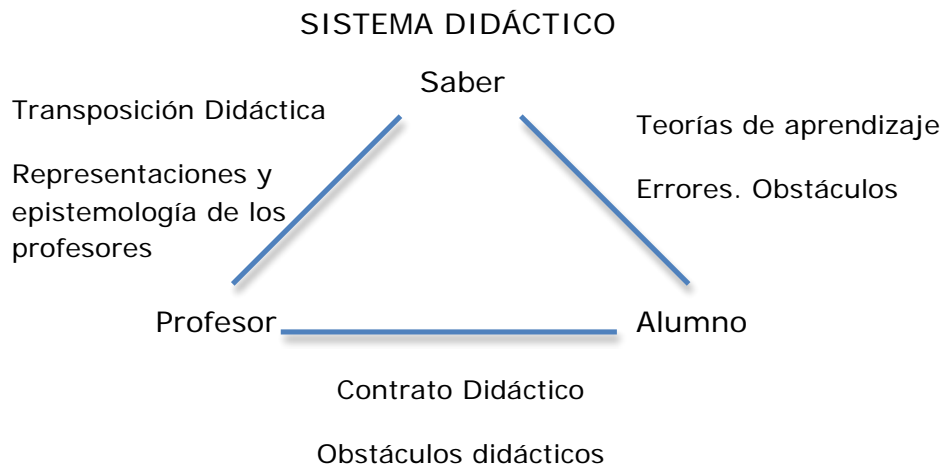 SISTEMA DIDÁCTICO
Saber
Transposición Didáctica
Teorías de aprendizaje
Representaciones y
epistemología de los
profesores
Errores. Obstáculos
Profesor
Alumno
Contrato Didáctico
Obstáculos didácticos